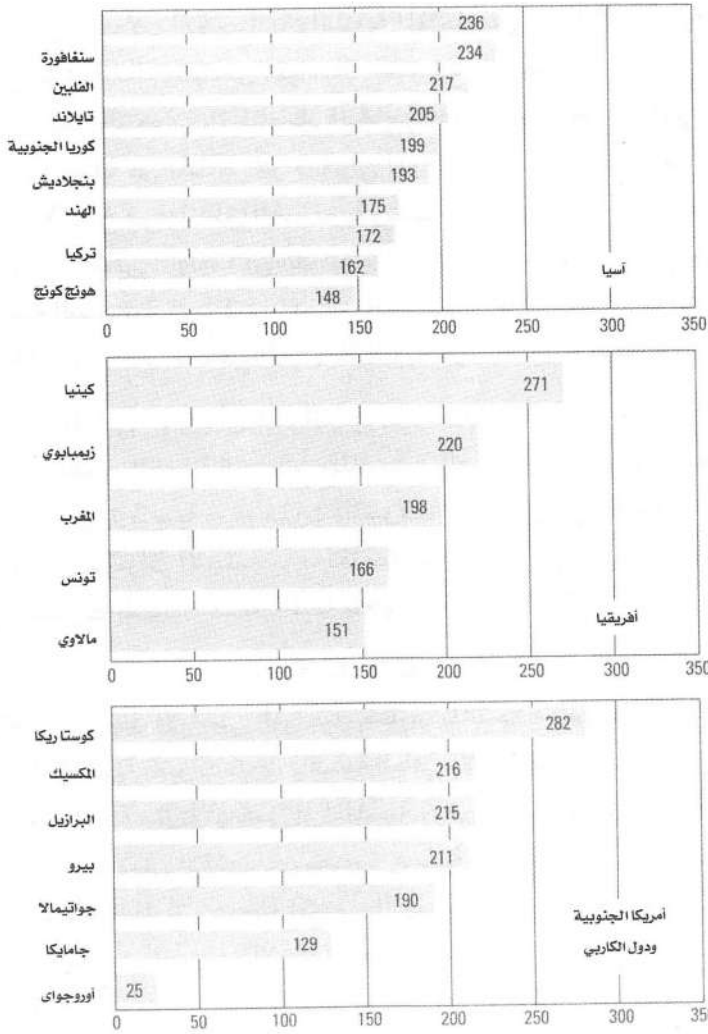 236
سنغافورة 234
الفلبين 217
تايلاند 205
كوريا الجنوبية 199
بنجلاديش 193
الهند 175
172
تركيا
162
هونج كونج 148
آسيا
0 50 100 150 200 250 300 350
كينيا 271
زيمبابوي 220
المغرب 198
تونس 166
مالاوي 151
أفريقيا
0 50 100 150 200 250 300 350
كوستاريكا 282
المكسيك 216
البرازيل 215
بيرو 211
جواتيمالا 190
جامايكا 129
أوروجواى 25
أمريكا الجنوبية
ودول الكاربي
0 50 100 150 200 250 300 35